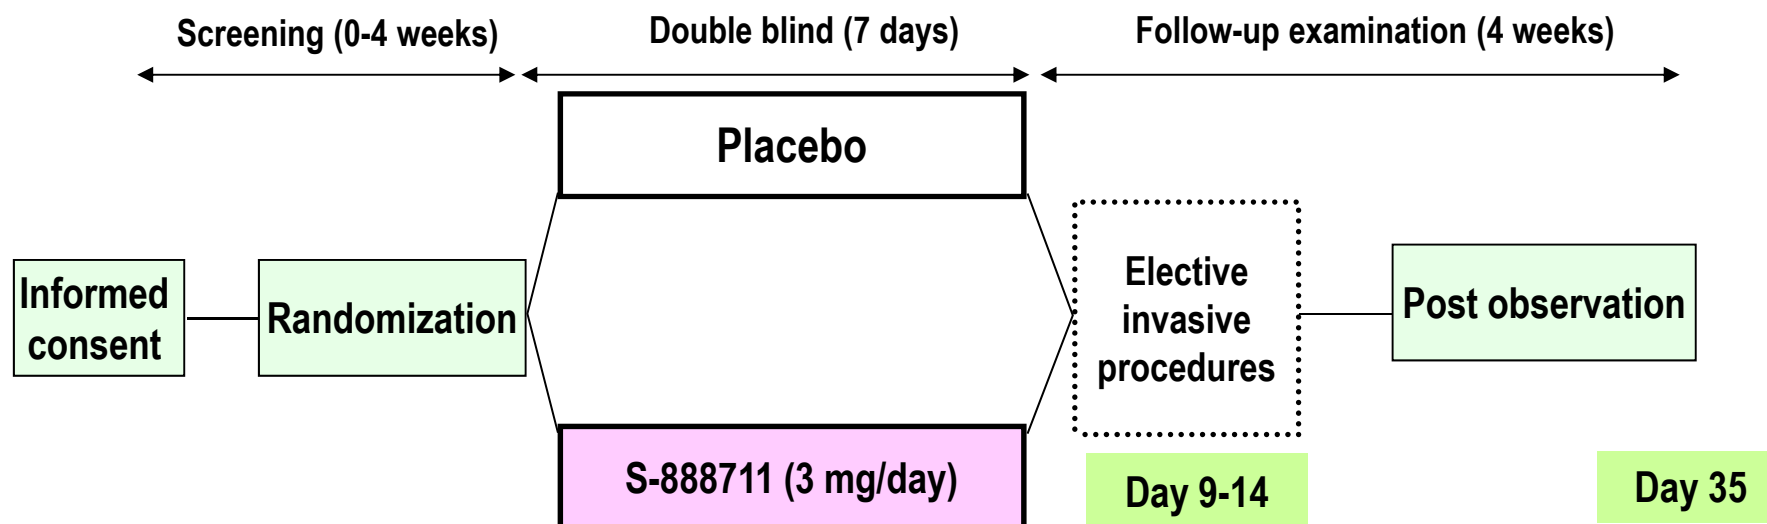 Screening (0-4 weeks)
Double blind (7 days)
Follow-up examination (4 weeks)
Placebo
Informed
consent
Randomization
Elective
invasive
procedures
Post observation
S-888711 (3 mg/day)
Day 9-14
Day 35